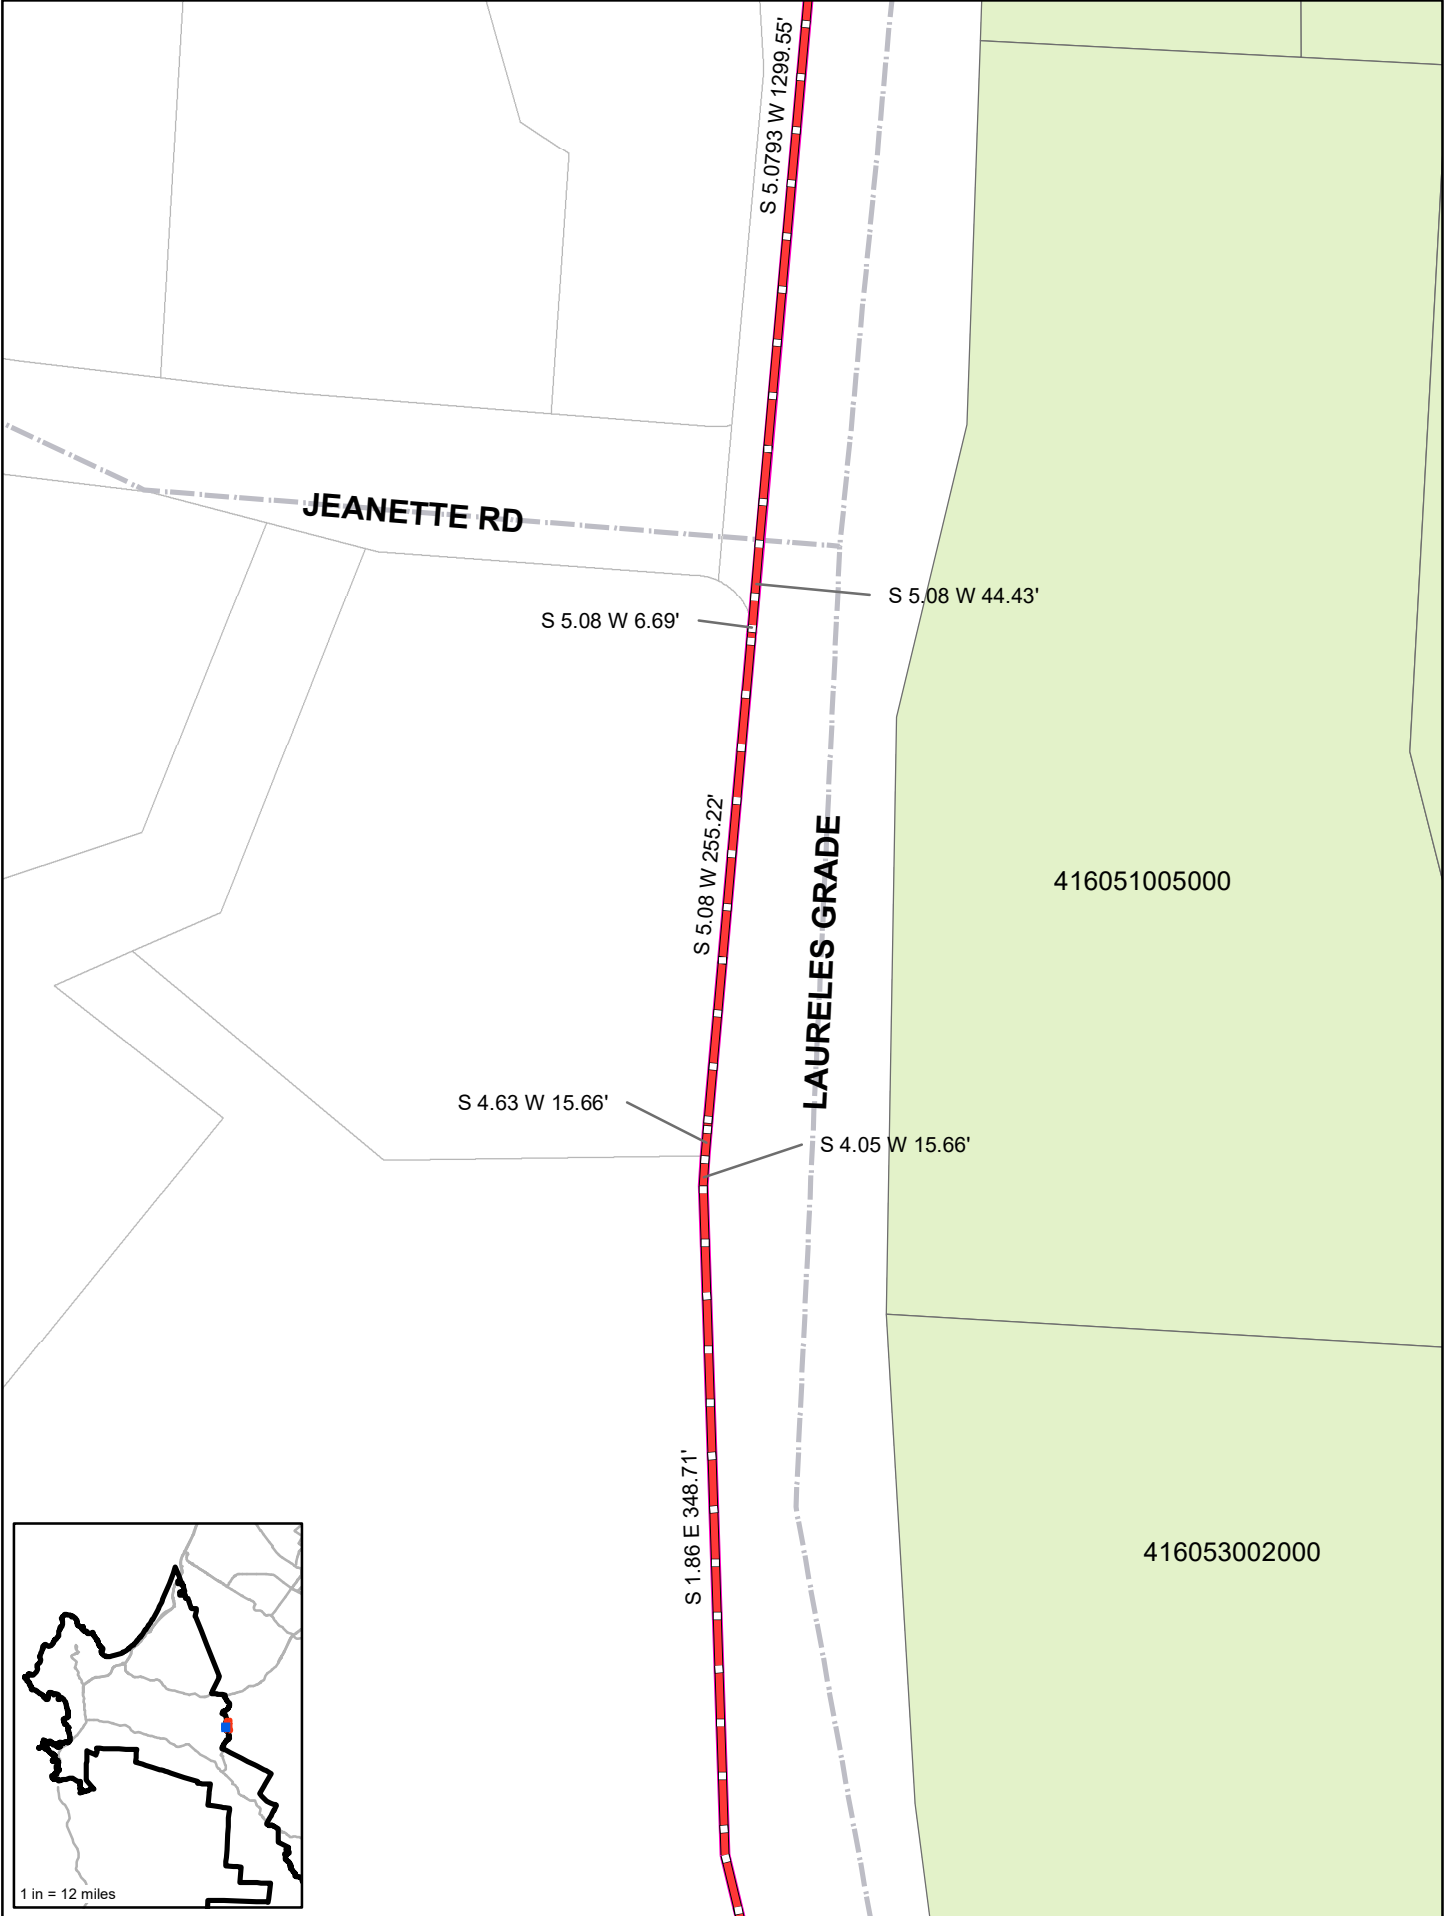 S 5.0793 W 1299.55'
JEANETTE RD
S 5.08 W 44.43'
S 5.08 W 6.69'
S 5.08 W 255.22'
LAURELES GRADE
416051005000
S 4.63 W 15.66'
S 4.05 W 15.66'
S 1.86 E 348.71'
416053002000
1 in = 12 miles